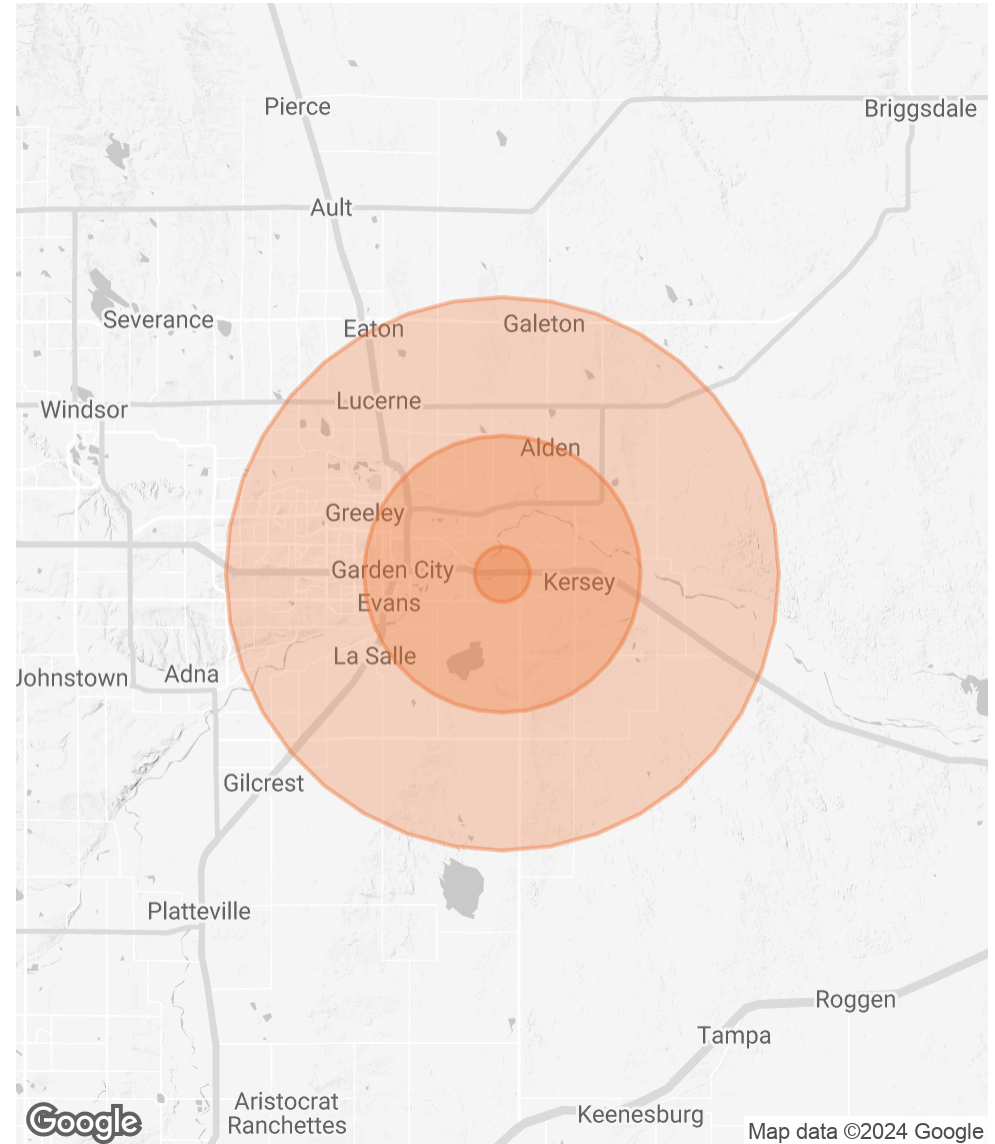 Pierce
Briggsdale
Ault
Severance
Eaton
Galeton
Lucerne
Windsor
Alden
Greeley
Garden City
Kersey
Evans
La Salle
Adna
Johnstown
Gilcrest
Platteville
Roggen
Tampa
Aristocrat
Ranchettes
Keenesburg
Google
Map data ©2024 Google